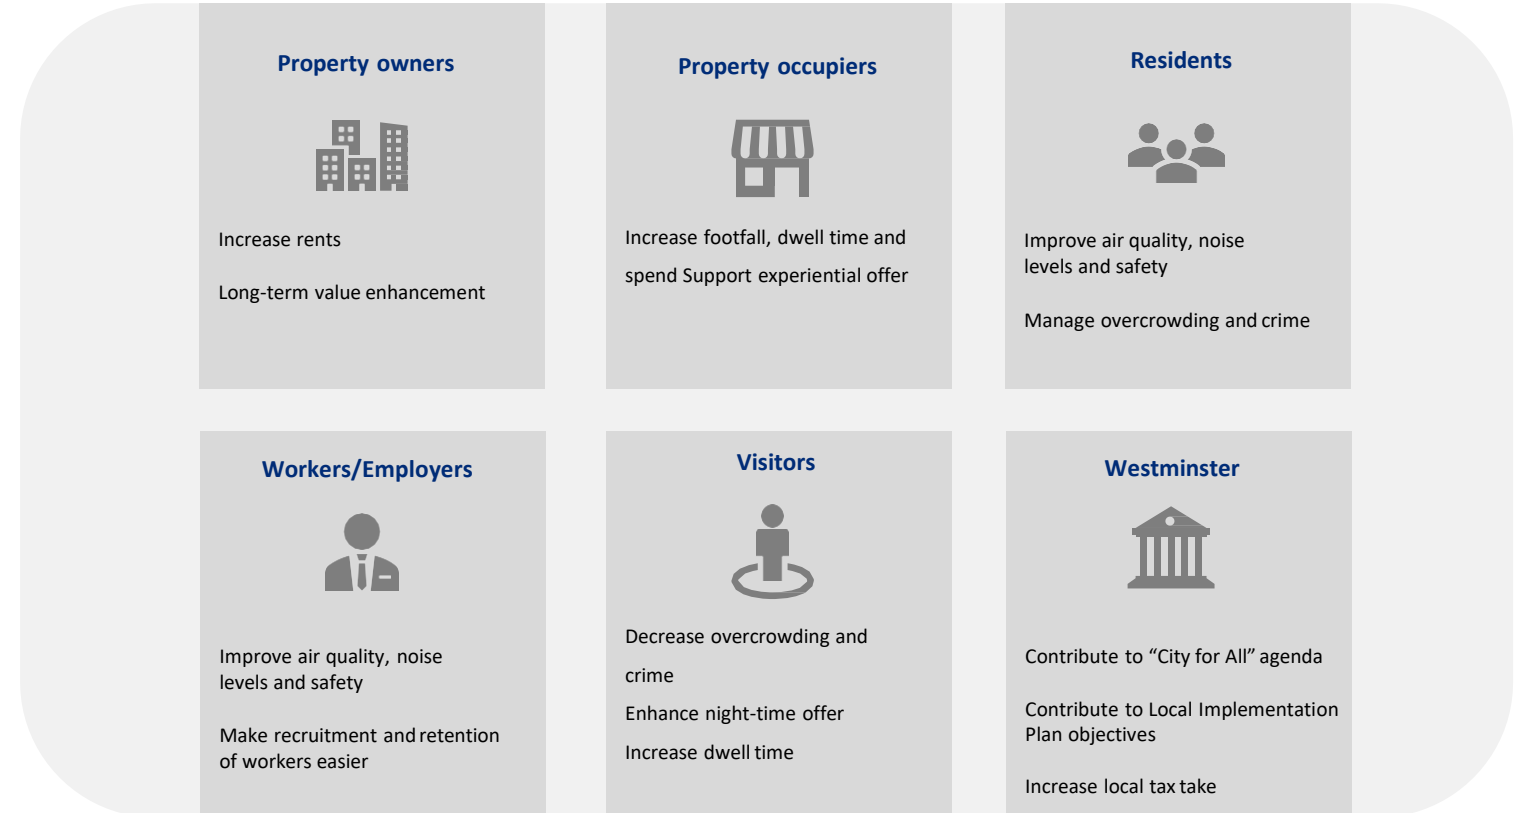 Property owners
Increase rents
Long-term value enhancement
Property occupiers
Increase footfall, dwell time and
spend Support experiential offer
Residents
Improve air quality, noise
levels and safety
Manage overcrowding and crime
Workers/Employers
Improve air quality, noise
levels and safety
Make recruitment and retention
of workers easier
Visitors
Decrease overcrowding and
crime
Enhance night-time offer
Increase dwell time
Westminster
Contribute to “City for All” agenda
Contribute to Local Implementation
Plan objectives
Increase local tax take